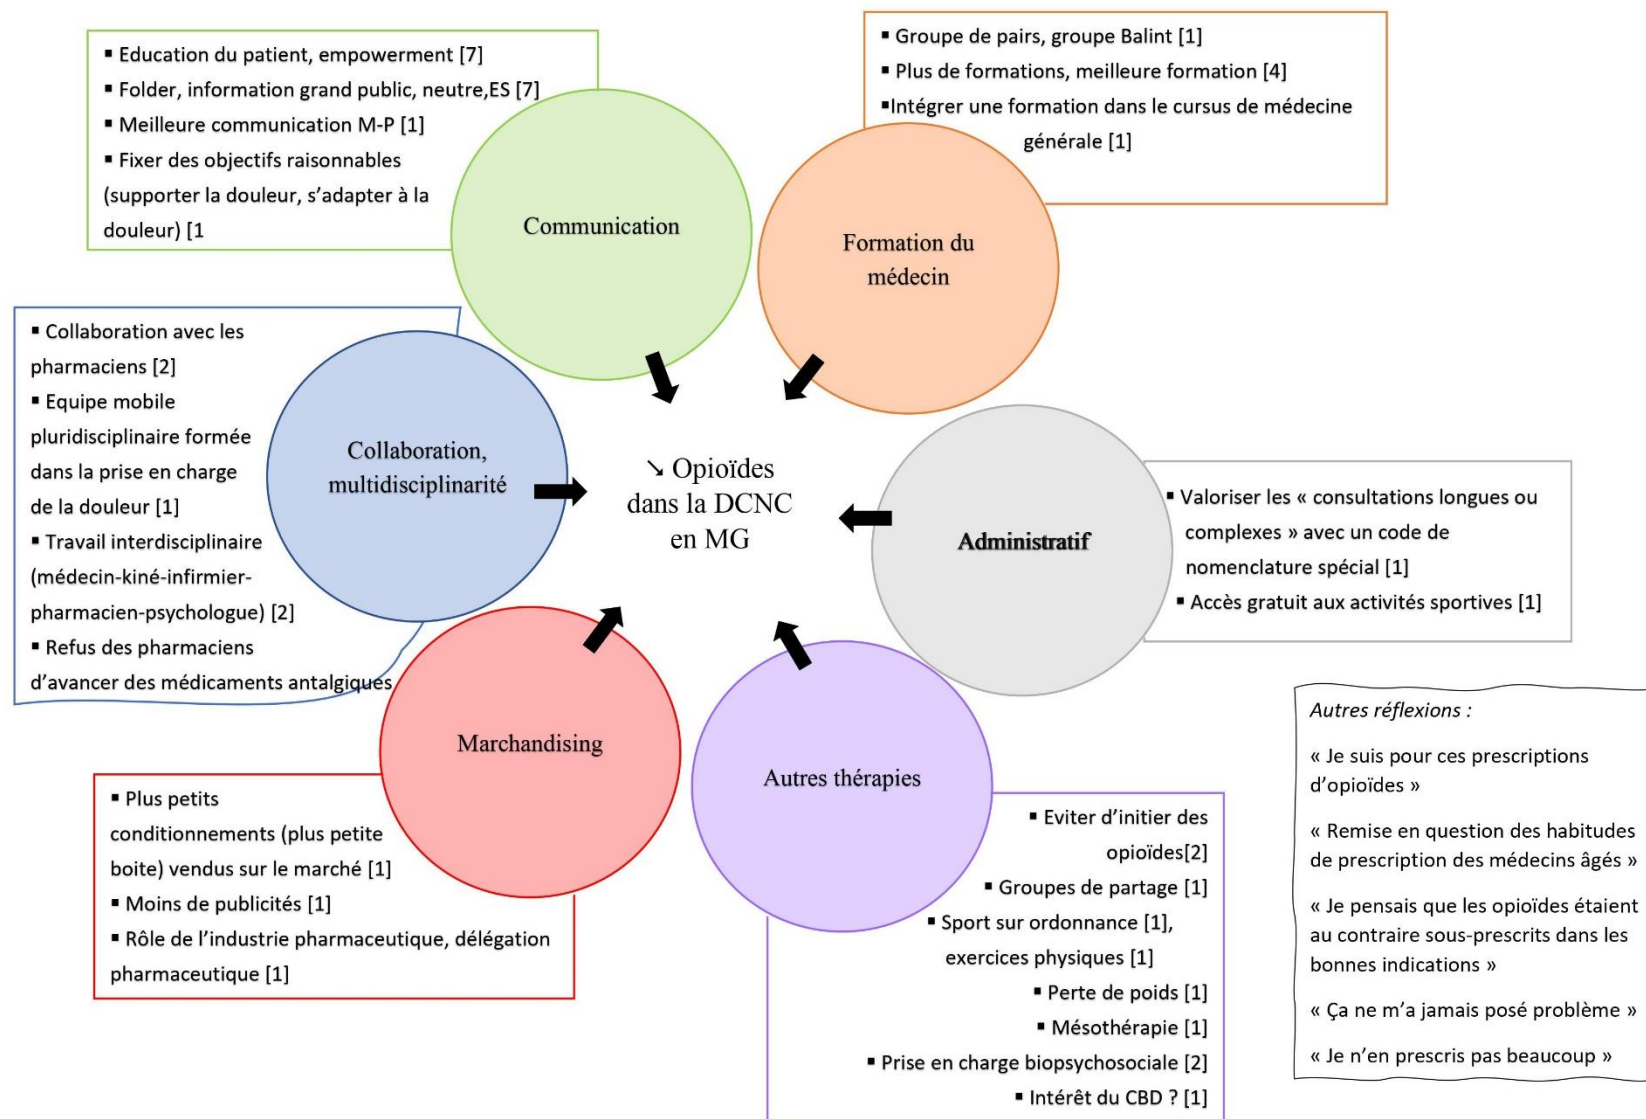 ▪ Education du patient, empowerment [7]
▪ Folder, information grand public, neutre,ES [7]
▪ Meilleure communication M-P [1]
▪ Fixer des objectifs raisonnables
(supporter la douleur, s’adapter à la
douleur) [1
Communication
▪ Groupe de pairs, groupe Balint [1]
▪ Plus de formations, meilleure formation [4]
▪Intégrer une formation dans le cursus de médecine
générale [1]
Formation du
médecin
▪ Collaboration avec les
pharmaciens [2]
▪ Equipe mobile
pluridisciplinaire formée
dans la prise en charge
de la douleur [1]
▪ Travail interdisciplinaire
(médecin-kiné-infirmier-
pharmacien-psychologue) [2]
▪ Refus des pharmaciens
d’avancer des médicaments antalgiques
Collaboration,
multidisciplinarité
↘ Opioïdes
dans la DCNC
en MG
Administratif
▪ Valoriser les « consultations longues ou
complexes » avec un code de
nomenclature spécial [1]
▪ Accès gratuit aux activités sportives [1]
Marchandising
▪ Plus petits
conditionnements (plus petite
boite) vendus sur le marché [1]
▪ Moins de publicités [1]
▪ Rôle de l’industrie pharmaceutique, délégation
pharmaceutique [1]
Autres thérapies
▪ Eviter d’initier des
opioïdes[2]
▪ Groupes de partage [1]
▪ Sport sur ordonnance [1],
exercices physiques [1]
▪ Perte de poids [1]
▪ Mésothérapie [1]
▪ Prise en charge biopsychosociale [2]
▪ Intérêt du CBD ? [1]
Autres réflexions :
« Je suis pour ces prescriptions
d’opioïdes »
« Remise en question des habitudes
de prescription des médecins âgés »
« Je pensais que les opioïdes étaient
au contraire sous-prescrits dans les
bonnes indications »
« Ça ne m’a jamais posé problème »
« Je n’en prescris pas beaucoup »